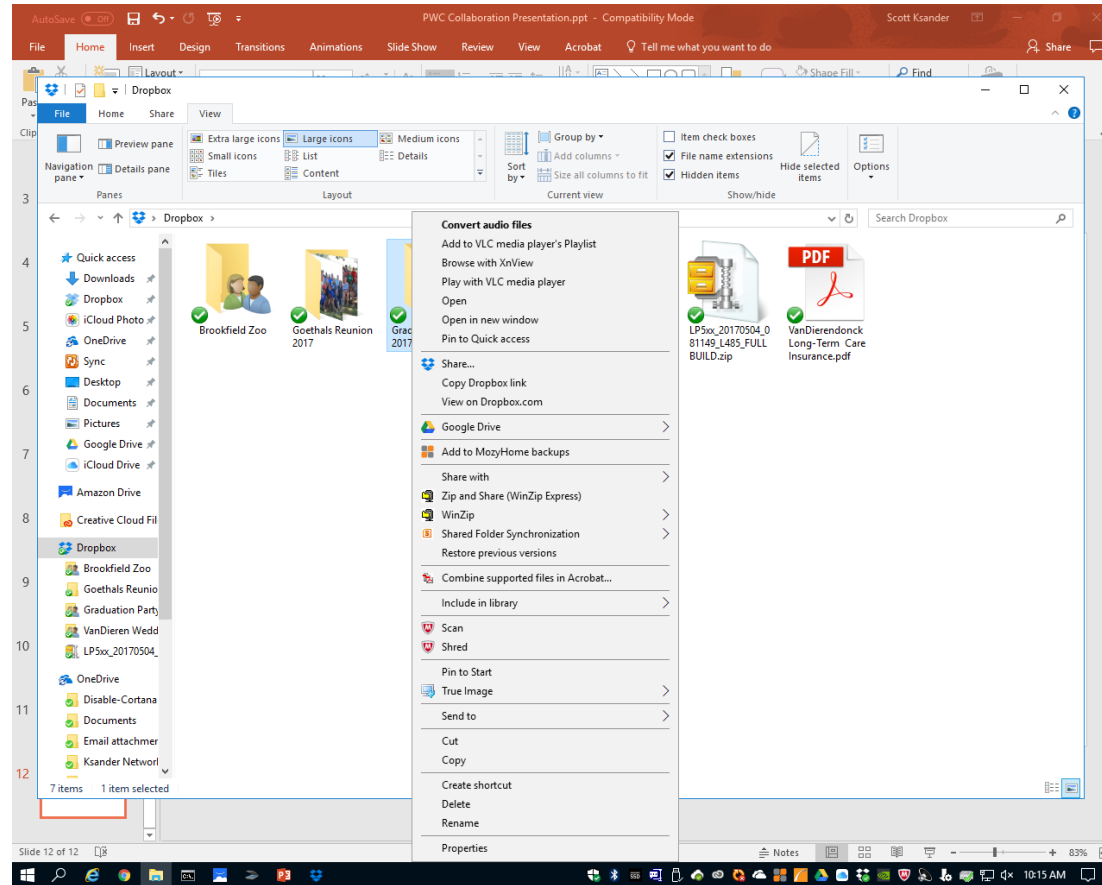 AutoSave Off PWC Collaboration Presentation.ppt - Compatibility Mode Scott Ksander
File Home Insert Design Transitions Animations Slide Show Review View Acrobat Tell me what you want to do Share
Layout Shape Fill Find
Dropbox
File Home Share View
Preview pane
Details pane
Navigation
pane
Panes
Extra large icons Large icons Medium icons
Small icons List Details
Tiles Content
Layout
Sort
by
Group by
Add columns
Size all columns to fit
Current view
Item check boxes
File name extensions
Hidden items
Hide selected
items
Options
Show/hide
Dropbox
Search Dropbox
Quick access
Downloads
Dropbox
iCloud Photo
OneDrive
Sync
Desktop
Documents
Pictures
Google Drive
iCloud Drive
Amazon Drive
Creative Cloud Fil
Dropbox
Brookfield Zoo
Goethals Reunio
Graduation Party
VanDieren Wedd
LP5xx_20170504_
OneDrive
Disable-Cortana
Documents
Email attachmer
Ksander Networl
3
4
5
6
7
8
9
10
11
12
Brookfield Zoo
Goethals Reunion
2017
Grad
2017
LP5xx_20170504_0
81149_L485_FULL
BUILD.zip
PDF
VanDierendonck
Long-Term Care
Insurance.pdf
Convert audio files
Add to VLC media player's Playlist
Browse with XnView
Play with VLC media player
Open
Open in new window
Pin to Quick access
Share...
Copy Dropbox link
View on Dropbox.com
Google Drive
Add to MozyHome backups
Share with
Zip and Share (WinZip Express)
WinZip
Shared Folder Synchronization
Restore previous versions
Combine supported files in Acrobat...
Include in library
Scan
Shred
Pin to Start
True Image
Send to
Cut
Copy
Create shortcut
Delete
Rename
Properties
7 items 1 item selected
Slide 12 of 12 Notes 83%
10:15 AM